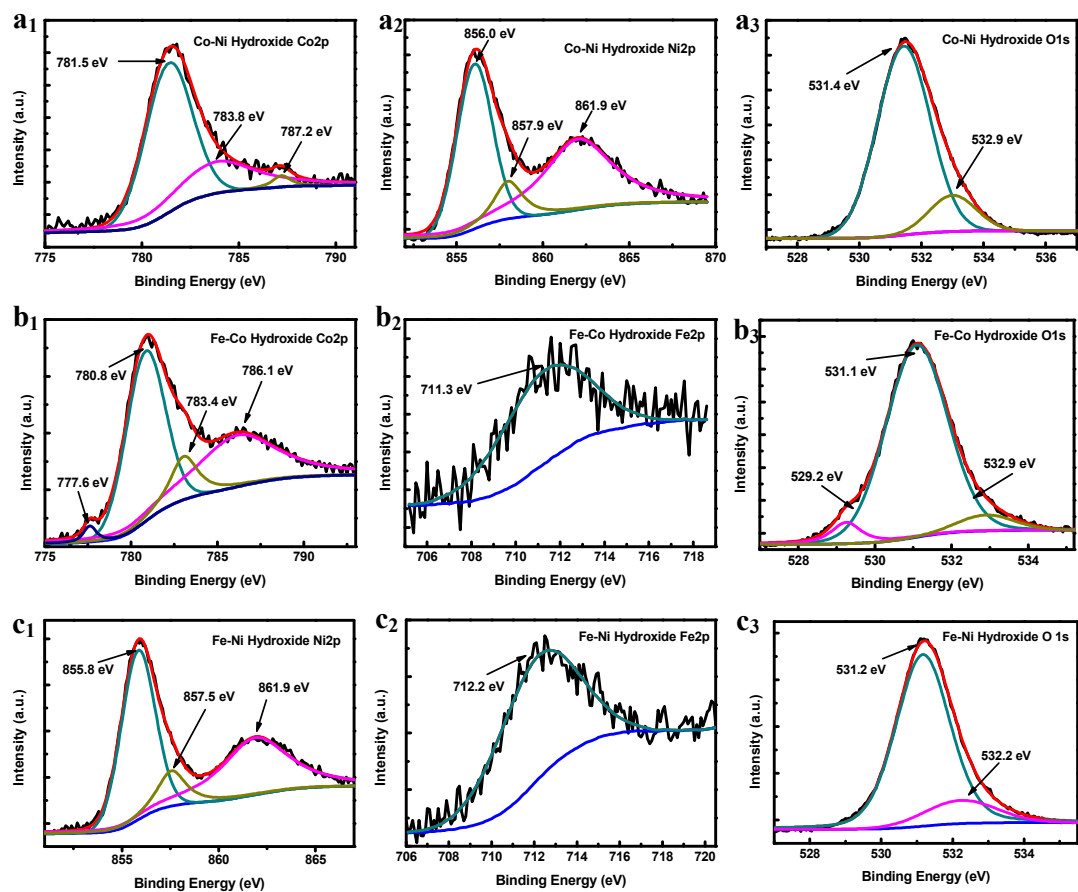 a1
Co-Ni Hydroxide Co2p
781.5 eV
783.8 eV
787.2 eV
Intensity (a.u.)
775 780 785 790
Binding Energy (eV)
a2
856.0 eV
Co-Ni Hydroxide Ni2p
857.9 eV
861.9 eV
Intensity (a.u.)
855 860 865 870
Binding Energy (eV)
a3
Co-Ni Hydroxide O1s
531.4 eV
532.9 eV
Intensity (a.u.)
528 530 532 534 536
Binding Energy (eV)
b1
Fe-Co Hydroxide Co2p
780.8 eV
786.1 eV
783.4 eV
777.6 eV
Intensity (a.u.)
775 780 785 790
Binding Energy (eV)
b2
Fe-Co Hydroxide Fe2p
711.3 eV
Intensity (a.u.)
706 708 710 712 714 716 718
Binding Energy (eV)
b3
Fe-Co Hydroxide O1s
531.1 eV
529.2 eV
532.9 eV
Intensity (a.u.)
528 530 532 534
Binding Energy (eV)
c1
Fe-Ni Hydroxide Ni2p
855.8 eV
857.5 eV
861.9 eV
Intensity (a.u.)
855 860 865
Binding Energy (eV)
c2
Fe-Ni Hydroxide Fe2p
712.2 eV
Intensity (a.u.)
706 708 710 712 714 716 718 720
Binding Energy (eV)
c3
Fe-Ni Hydroxide O 1s
531.2 eV
532.2 eV
Intensity (a.u.)
528 530 532 534
Binding Energy (eV)